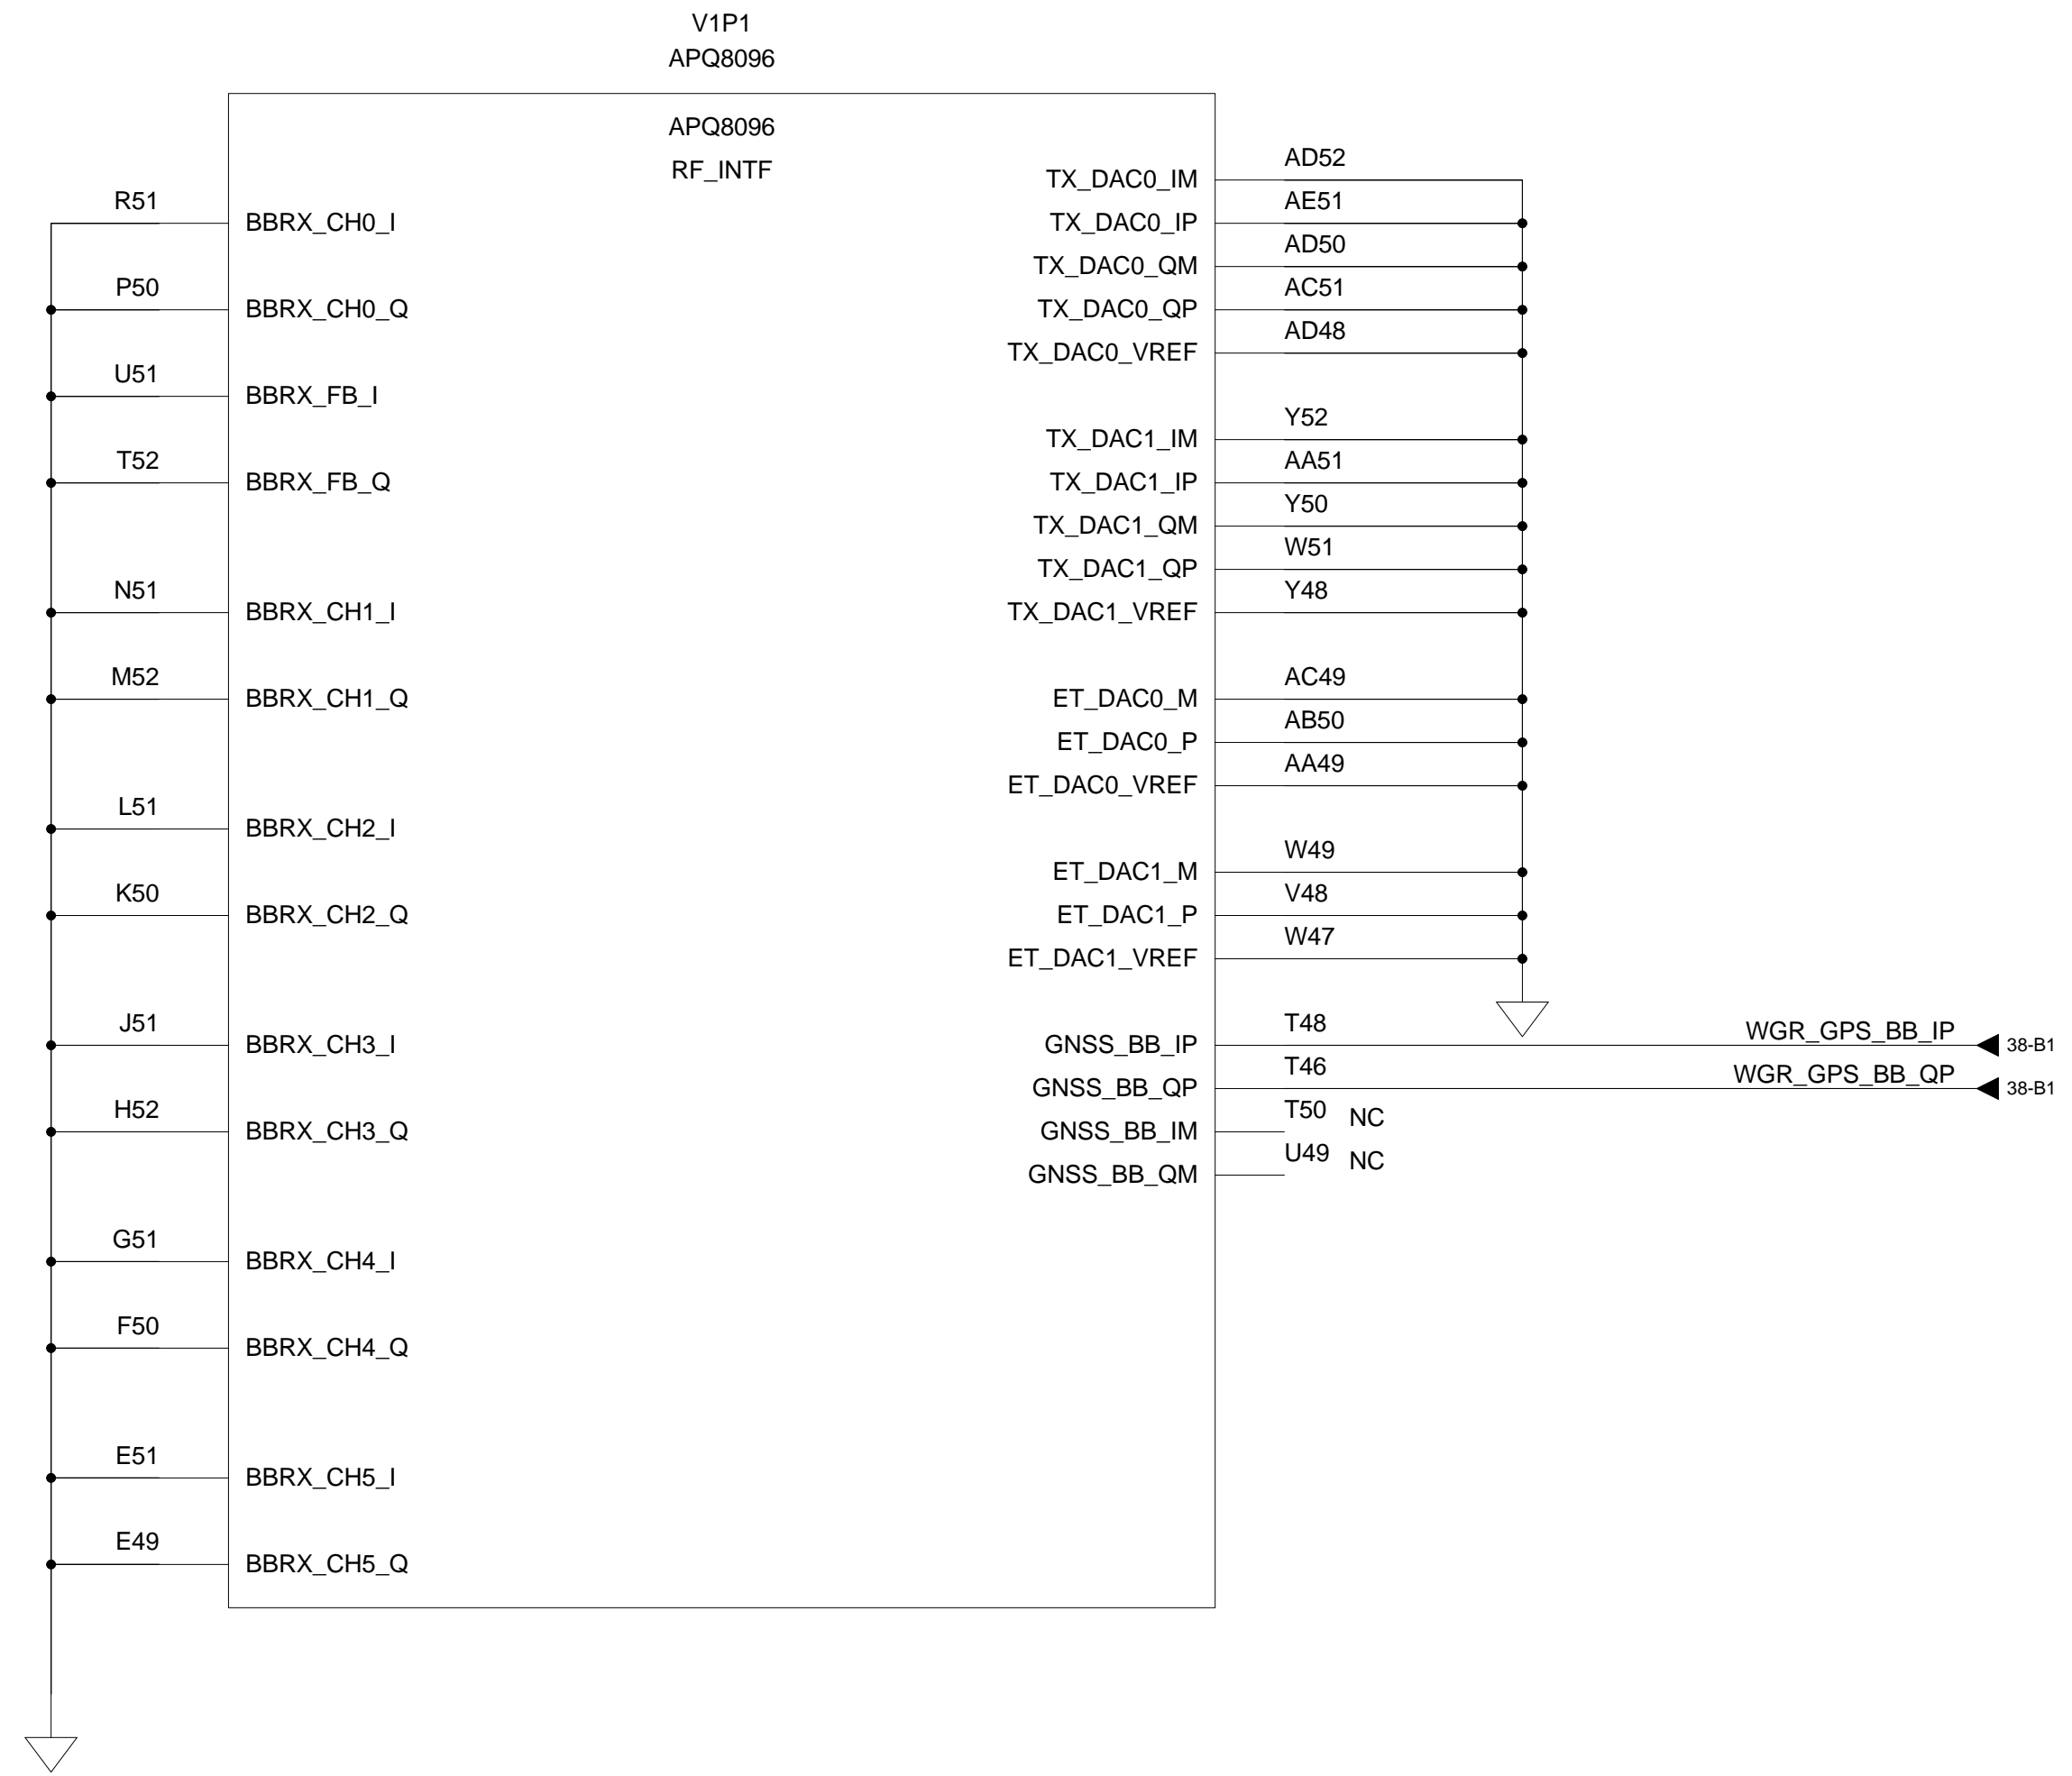 V1P1
APQ8096
APQ8096
RF_INTF
R51 BBRX_CH0_I
P50 BBRX_CH0_Q
U51 BBRX_FB_I
T52 BBRX_FB_Q
N51 BBRX_CH1_I
M52 BBRX_CH1_Q
L51 BBRX_CH2_I
K50 BBRX_CH2_Q
J51 BBRX_CH3_I
H52 BBRX_CH3_Q
G51 BBRX_CH4_I
F50 BBRX_CH4_Q
E51 BBRX_CH5_I
E49 BBRX_CH5_Q
TX_DAC0_IM AD52
TX_DAC0_IP AE51
TX_DAC0_QM AD50
TX_DAC0_QP AC51
TX_DAC0_VREF AD48
TX_DAC1_IM Y52
TX_DAC1_IP AA51
TX_DAC1_QM Y50
TX_DAC1_QP W51
TX_DAC1_VREF Y48
ET_DAC0_M AC49
ET_DAC0_P AB50
ET_DAC0_VREF AA49
ET_DAC1_M W49
ET_DAC1_P V48
ET_DAC1_VREF W47
GNSS_BB_IP T48 WGR_GPS_BB_IP 38-B1
GNSS_BB_QP T46 WGR_GPS_BB_QP 38-B1
GNSS_BB_IM T50 NC
GNSS_BB_QM U49 NC